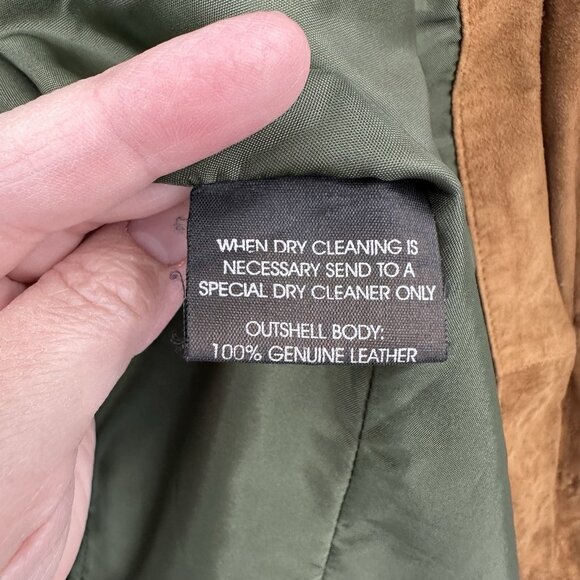 WHEN DRY CLEANING IS
NECESSARY SEND TO A
SPECIAL DRY CLEANER ONLY
OUTSHELL BODY:
100% GENUINE LEATHER